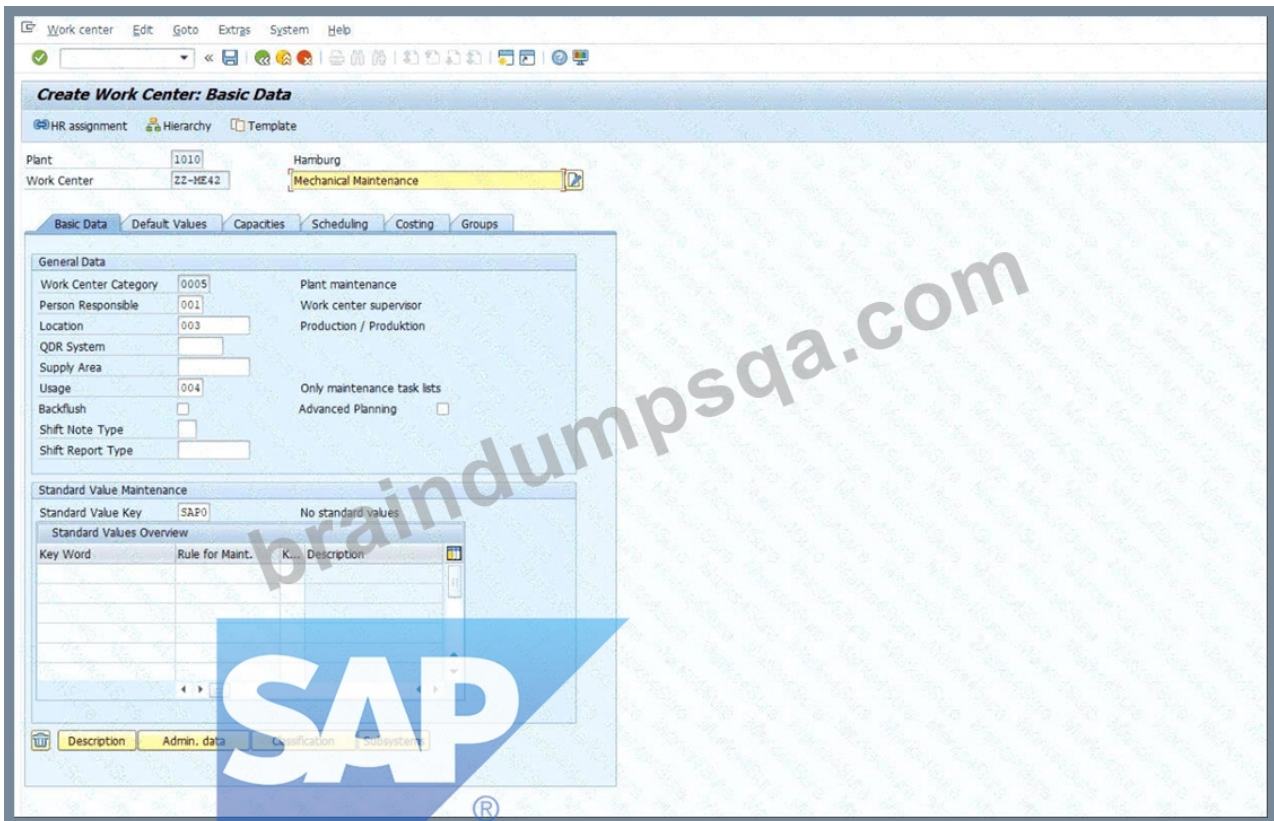 Work center Edit Goto Extras System Help
Create Work Center: Basic Data
HR assignment Hierarchy Template
Plant 1010 Hamburg
Work Center ZZ-ME42 Mechanical Maintenance
Basic Data Default Values Capacities Scheduling Costing Groups
General Data
Work Center Category 0005 Plant maintenance
Person Responsible 001 Work center supervisor
Location 003 Production / Produktion
QDR System
Supply Area
Usage 004 Only maintenance task lists
Backflush Advanced Planning
Shift Note Type
Shift Report Type
Standard Value Maintenance
Standard Value Key SAP0 No standard values
Standard Values Overview
Key Word Rule for Maint. K... Description
Description Admin. data Classification Subsystems
braindumpsqa.com
SAP
®